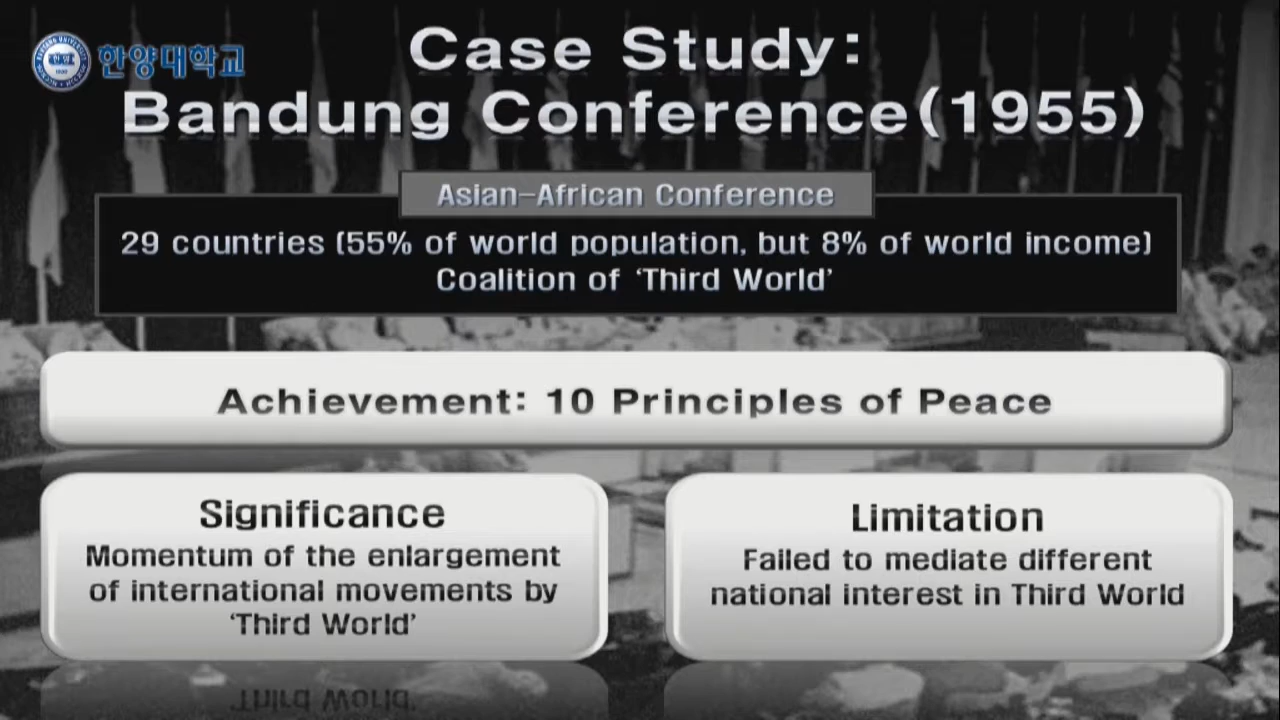 한양대학교
Case Study:
Bandung Conference(1955)
Asian-African Conference
29 countries (55% of world population, but 8% of world income)
Coalition of ‘Third World’
Achievement: 10 Principles of Peace
Significance
Momentum of the enlargement
of international movements by
‘Third World’
Limitation
Failed to mediate different
national interest in Third World